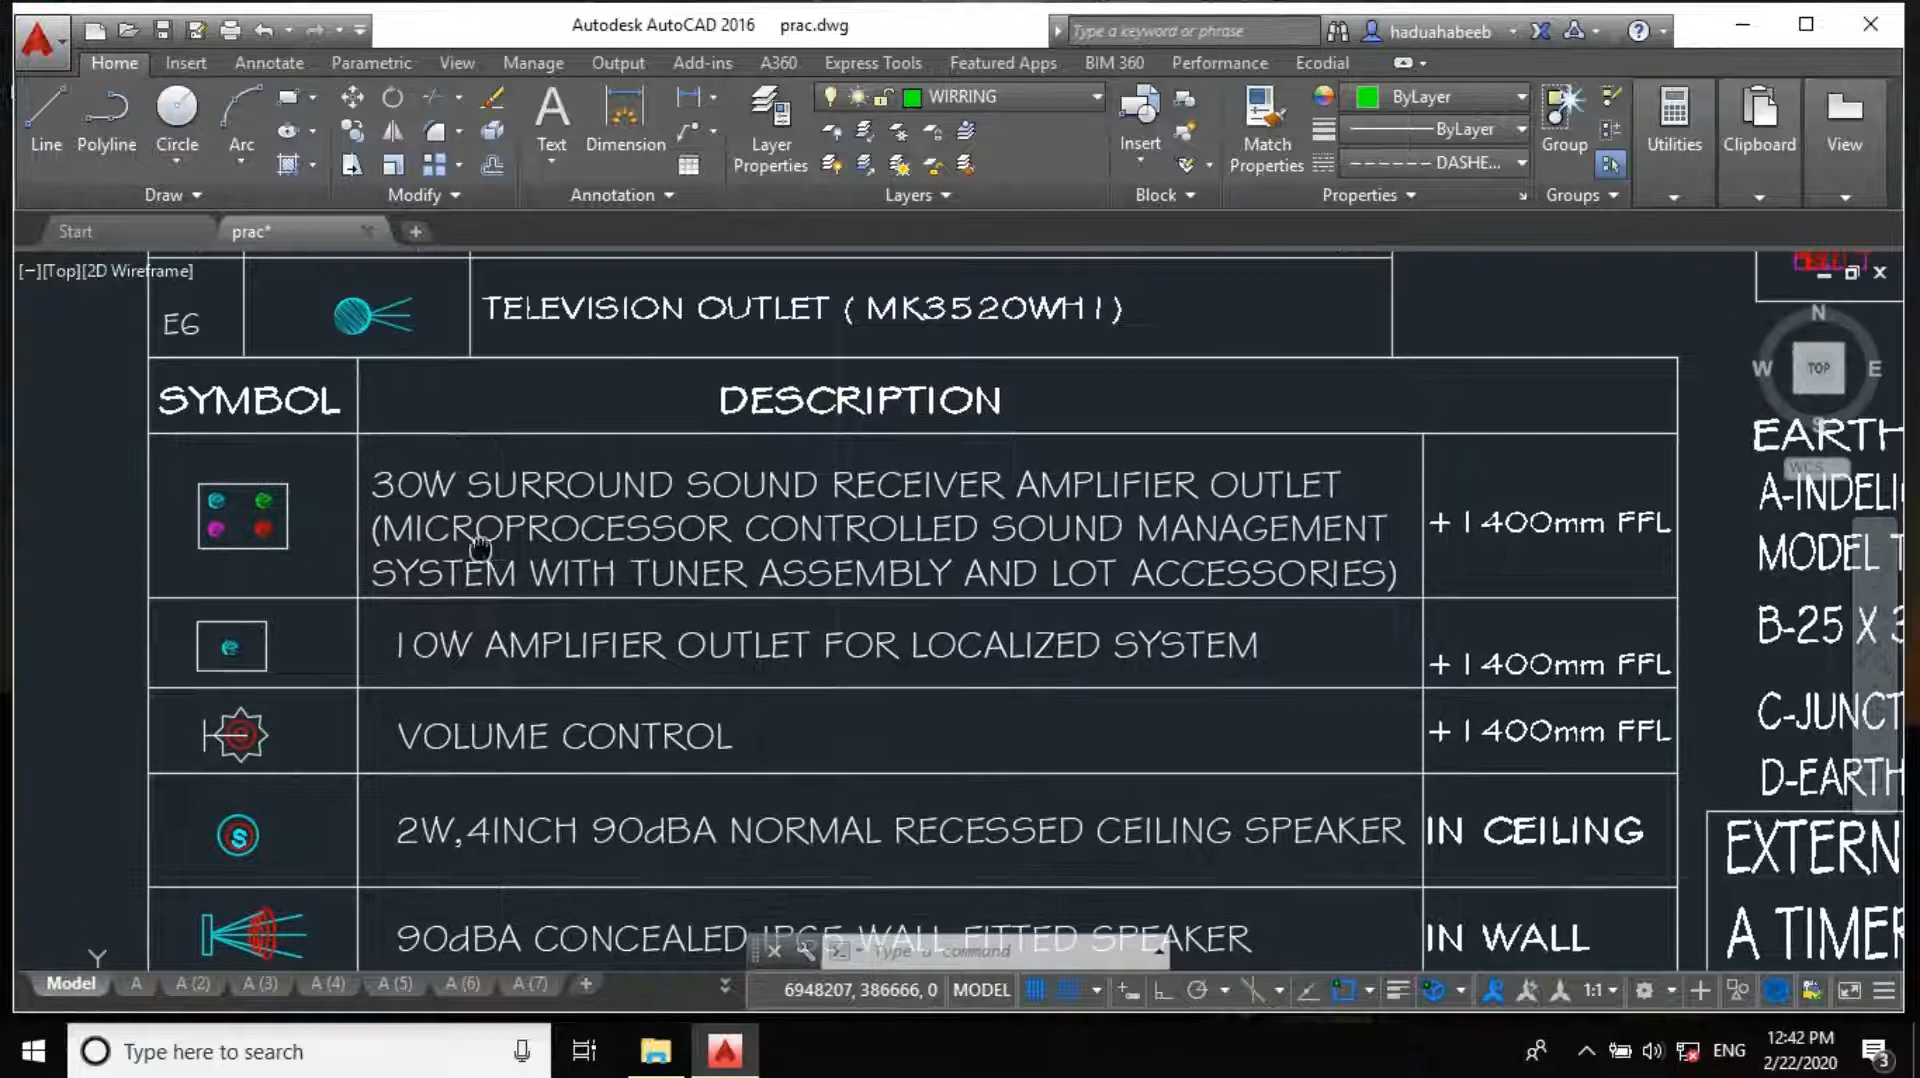 Autodesk AutoCAD 2016 prac.dwg
Type a keyword or phrase
haduahabeeb
Home Insert Annotate Parametric View Manage Output Add-ins A360 Express Tools Featured Apps BIM 360 Performance Ecodial
WIRRING
ByLayer
ByLayer
DASHE...
Line Polyline Circle Arc
Text Dimension
Layer
Properties
Insert
Match
Properties
Group
Utilities
Clipboard
View
Draw Modify Annotation Layers Block Properties Groups
Start prac*
[−][Top][2D Wireframe]
E6 TELEVISION OUTLET ( MK3520WH1)
SYMBOL DESCRIPTION
30W SURROUND SOUND RECEIVER AMPLIFIER OUTLET
(MICROPROCESSOR CONTROLLED SOUND MANAGEMENT
SYSTEM WITH TUNER ASSEMBLY AND LOT ACCESSORIES)
+1400mm FFL
10W AMPLIFIER OUTLET FOR LOCALIZED SYSTEM
+1400mm FFL
VOLUME CONTROL
+1400mm FFL
S
2W,4INCH 90dBA NORMAL RECESSED CEILING SPEAKER
IN CEILING
90dBA CONCEALED IP65 WALL FITTED SPEAKER
IN WALL
N
W TOP E
S
WCS
EARTH
A-INDELI
MODEL T
B-25 X 3
C-JUNCT
D-EARTH
EXTERN
A TIMER
Y
Type a command
Model A A (2) A (3) A (4) A (5) A (6) A (7) +
6948207, 386666, 0 MODEL
1:1
Type here to search
ENG
12:42 PM
2/22/2020
3